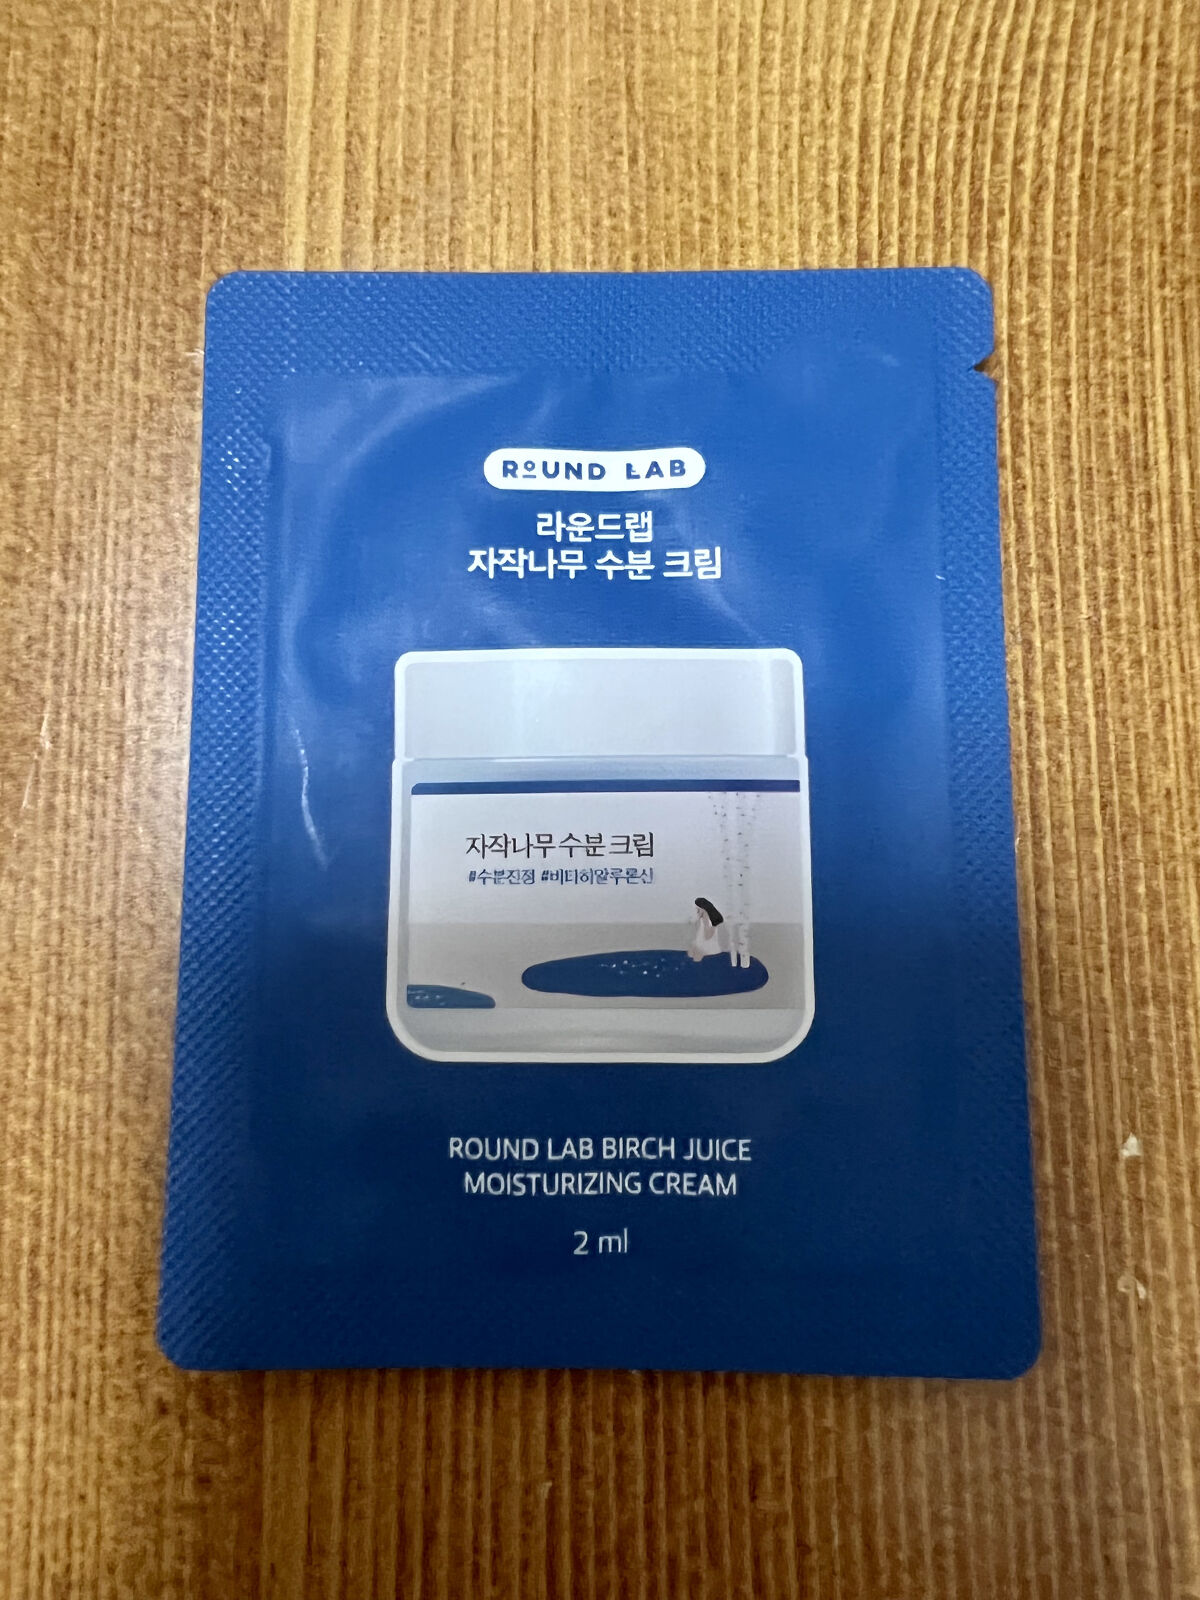 ROUND LAB
라운드랩
자작나무 수분 크림
자작나무 수분 크림
#수분진정 #비타히알루론산
ROUND LAB BIRCH JUICE
MOISTURIZING CREAM
2 ml